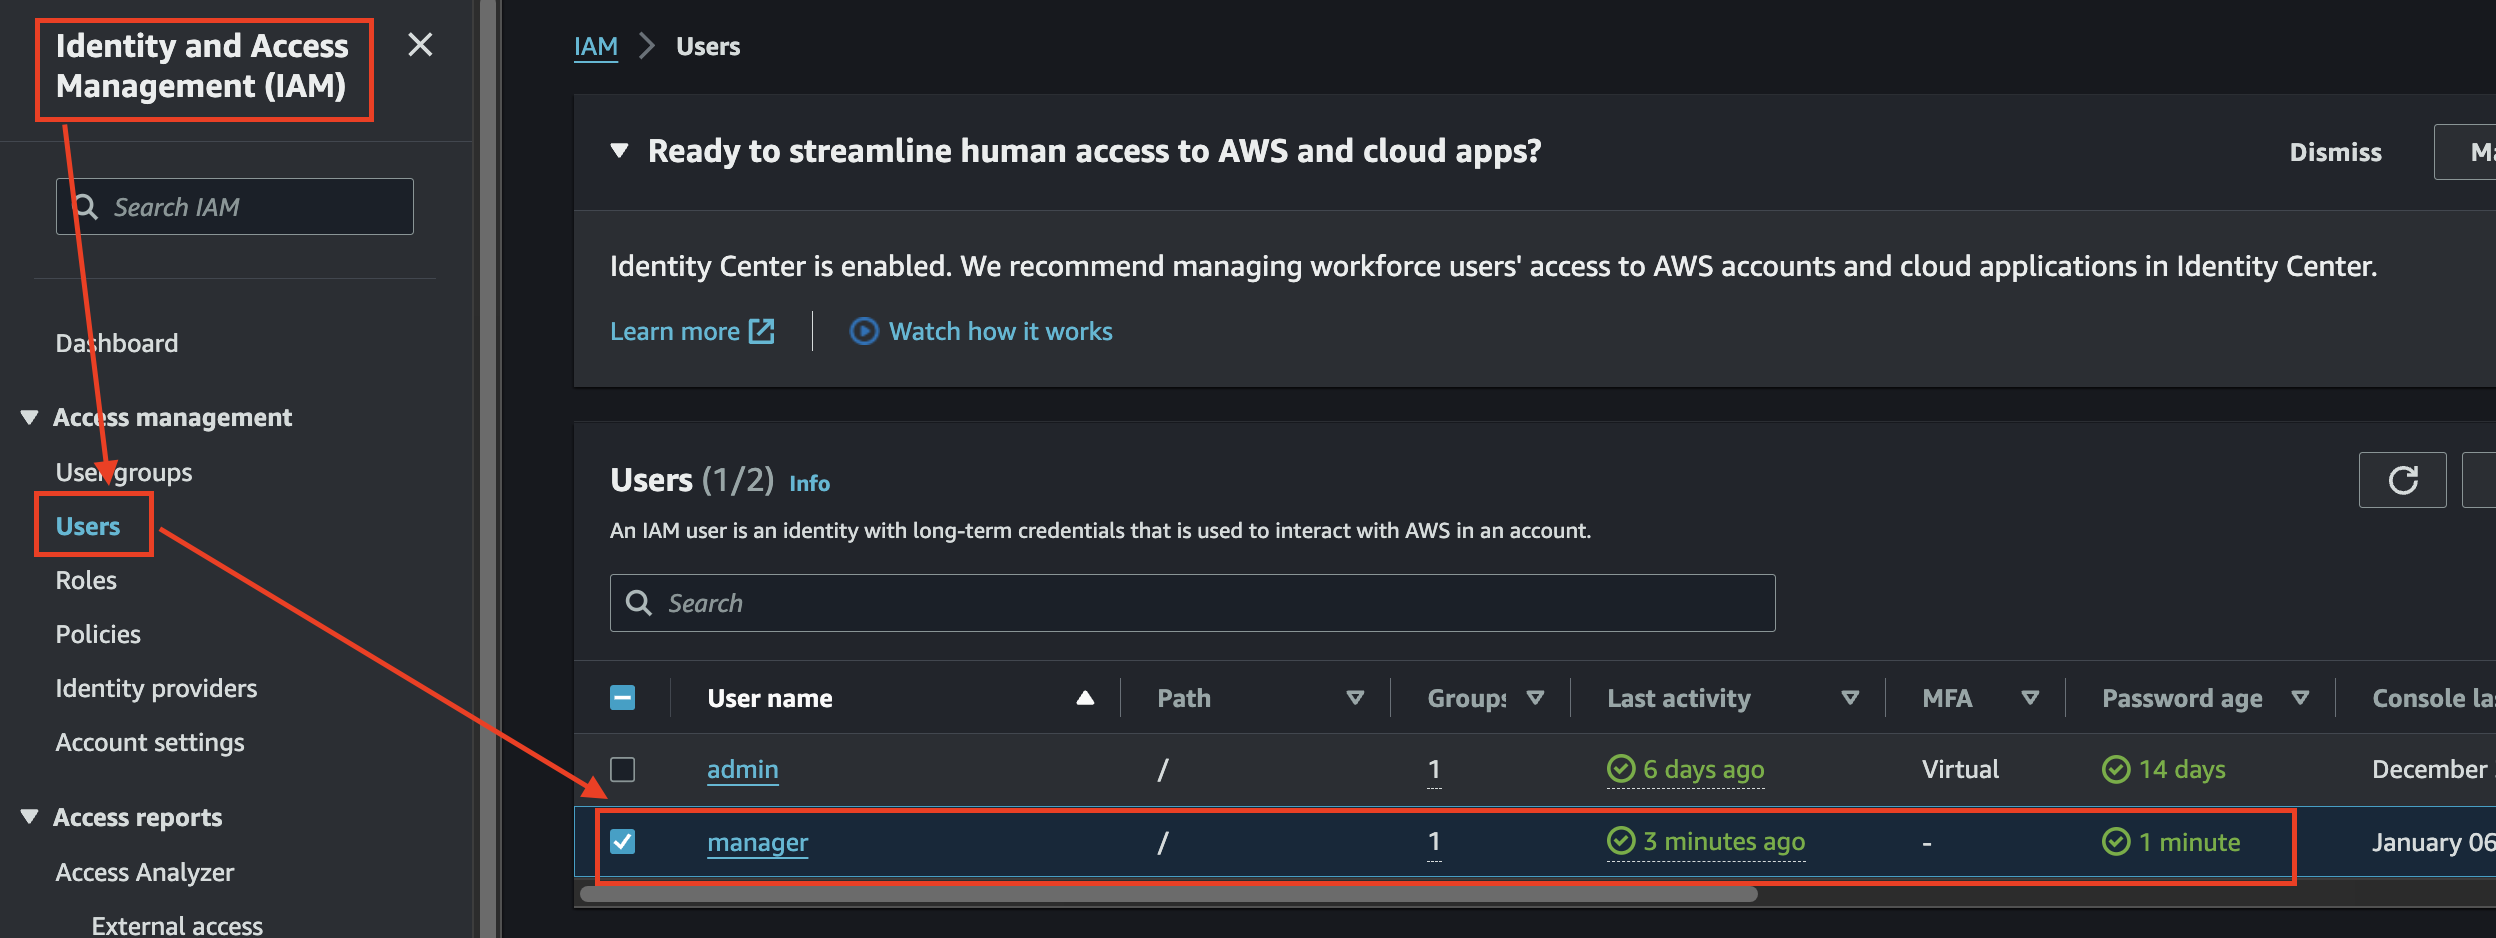 Identity and Access
Management (IAM)
Search IAM
Dashboard
Access management
User groups
Users
Roles
Policies
Identity providers
Account settings
Access reports
Access Analyzer
External access
IAM > Users
Ready to streamline human access to AWS and cloud apps?
Dismiss
Identity Center is enabled. We recommend managing workforce users' access to AWS accounts and cloud applications in Identity Center.
Learn more
Watch how it works
Users (1/2) Info
An IAM user is an identity with long-term credentials that is used to interact with AWS in an account.
Search
User name Path Groups Last activity MFA Password age Console
admin / 1 6 days ago Virtual 14 days December
manager / 1 3 minutes ago - 1 minute January 06